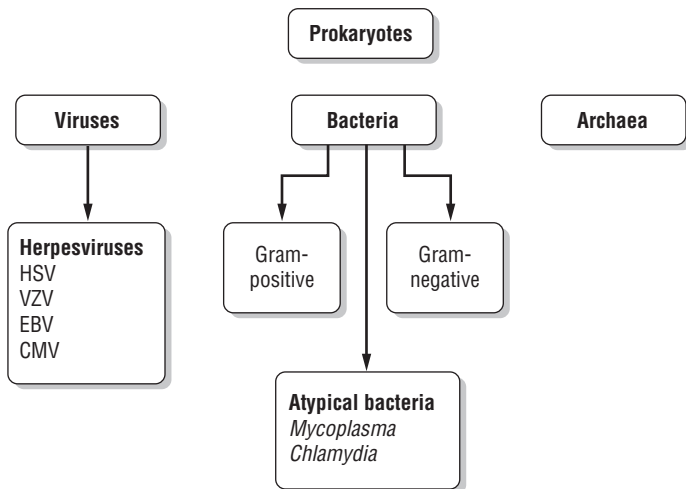 Prokaryotes
Viruses
Bacteria
Archaea
Herpesviruses
HSV
VZV
EBV
CMV
Gram-
positive
Gram-
negative
Atypical bacteria
Mycoplasma
Chlamydia